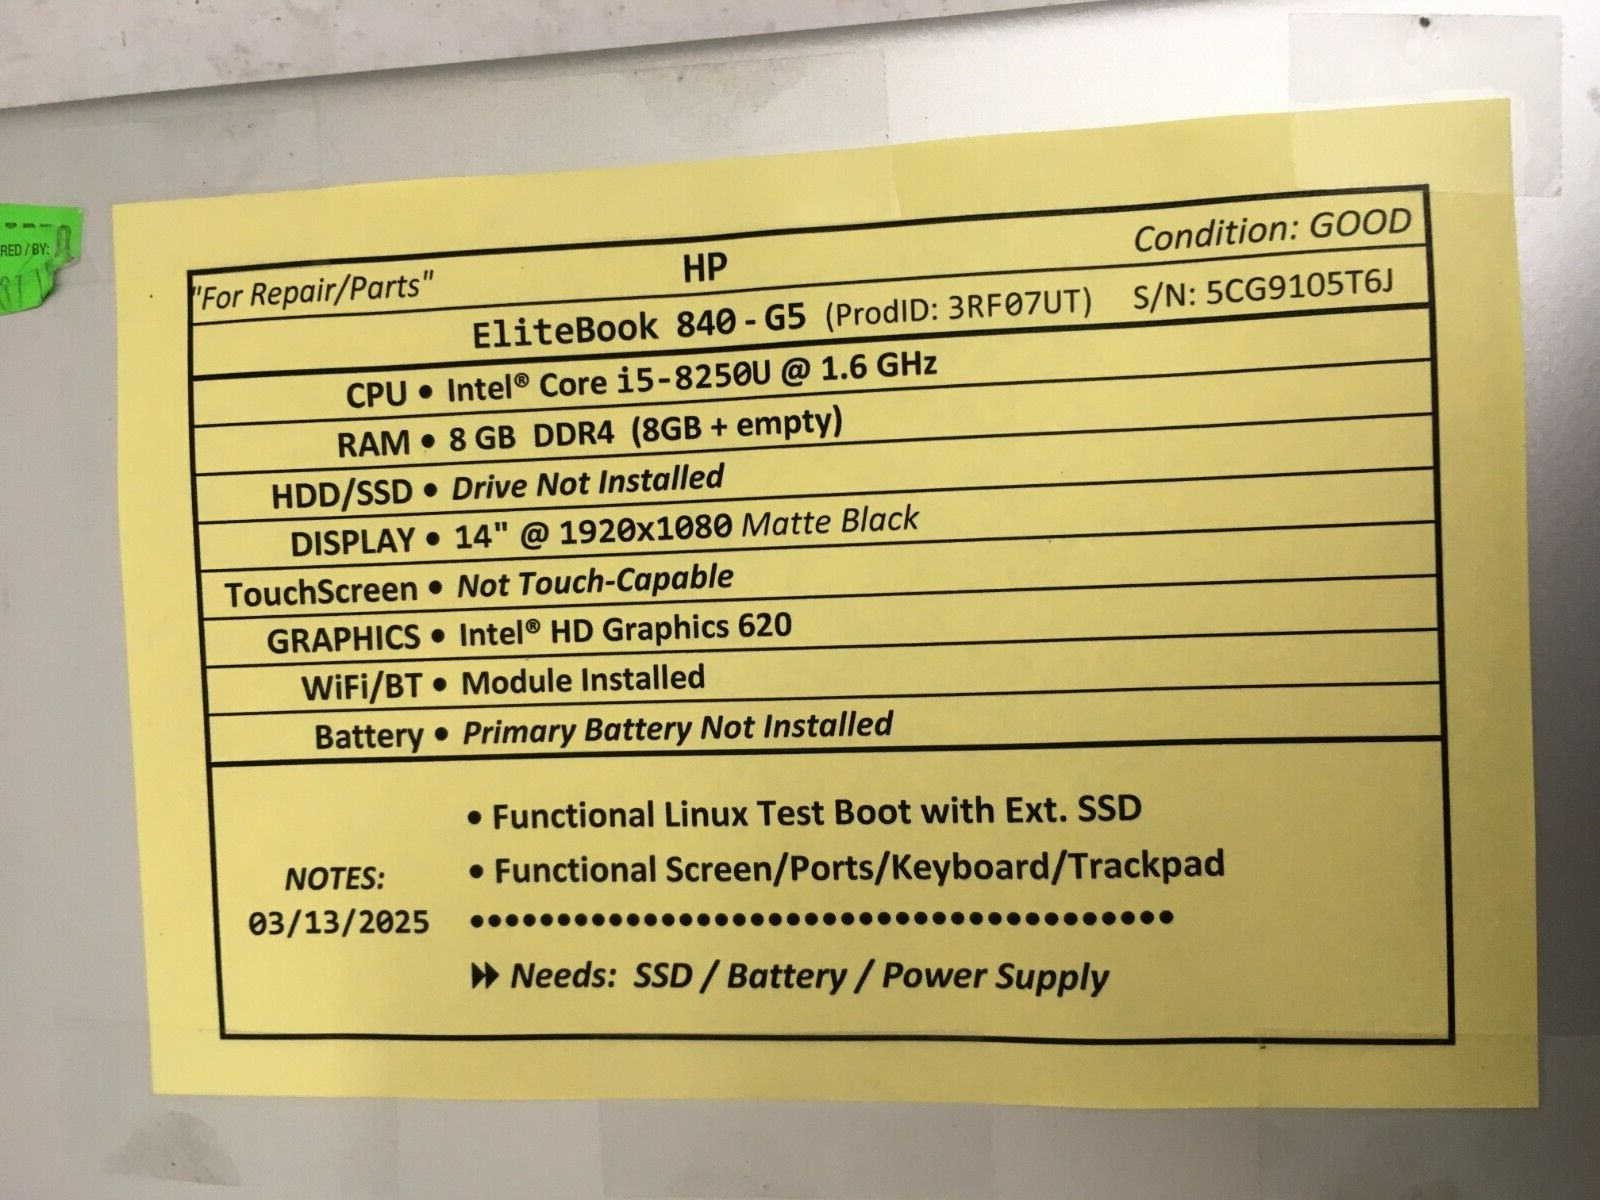 RED / BY:
"For Repair/Parts" HP Condition: GOOD
EliteBook 840 - G5 (ProdID: 3RF07UT) S/N: 5CG9105T6J
CPU • Intel® Core i5-8250U @ 1.6 GHz
RAM • 8 GB DDR4 (8GB + empty)
HDD/SSD • Drive Not Installed
DISPLAY • 14" @ 1920x1080 Matte Black
TouchScreen • Not Touch-Capable
GRAPHICS • Intel® HD Graphics 620
WiFi/BT • Module Installed
Battery • Primary Battery Not Installed
• Functional Linux Test Boot with Ext. SSD
• Functional Screen/Ports/Keyboard/Trackpad
NOTES:
03/13/2025
Needs: SSD / Battery / Power Supply